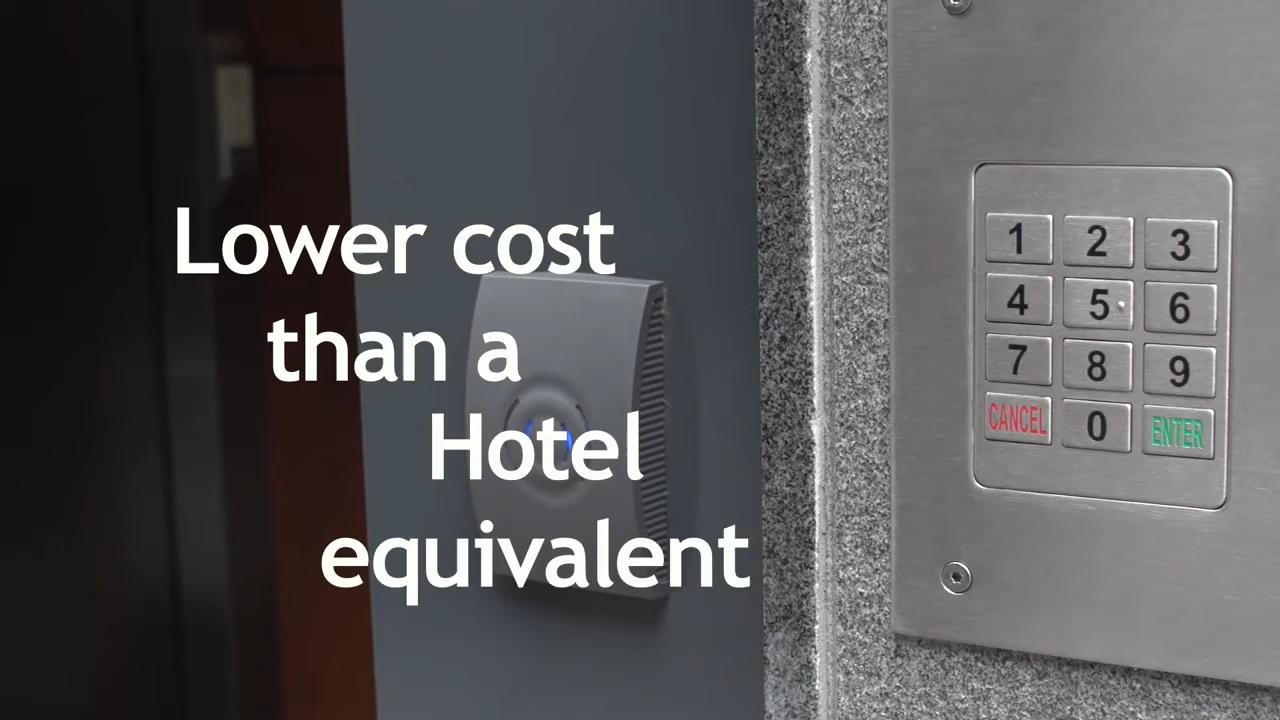 Lower cost
than a
Hotel
equivalent
1 2 3
4 5 6
7 8 9
CANCEL 0 ENTER